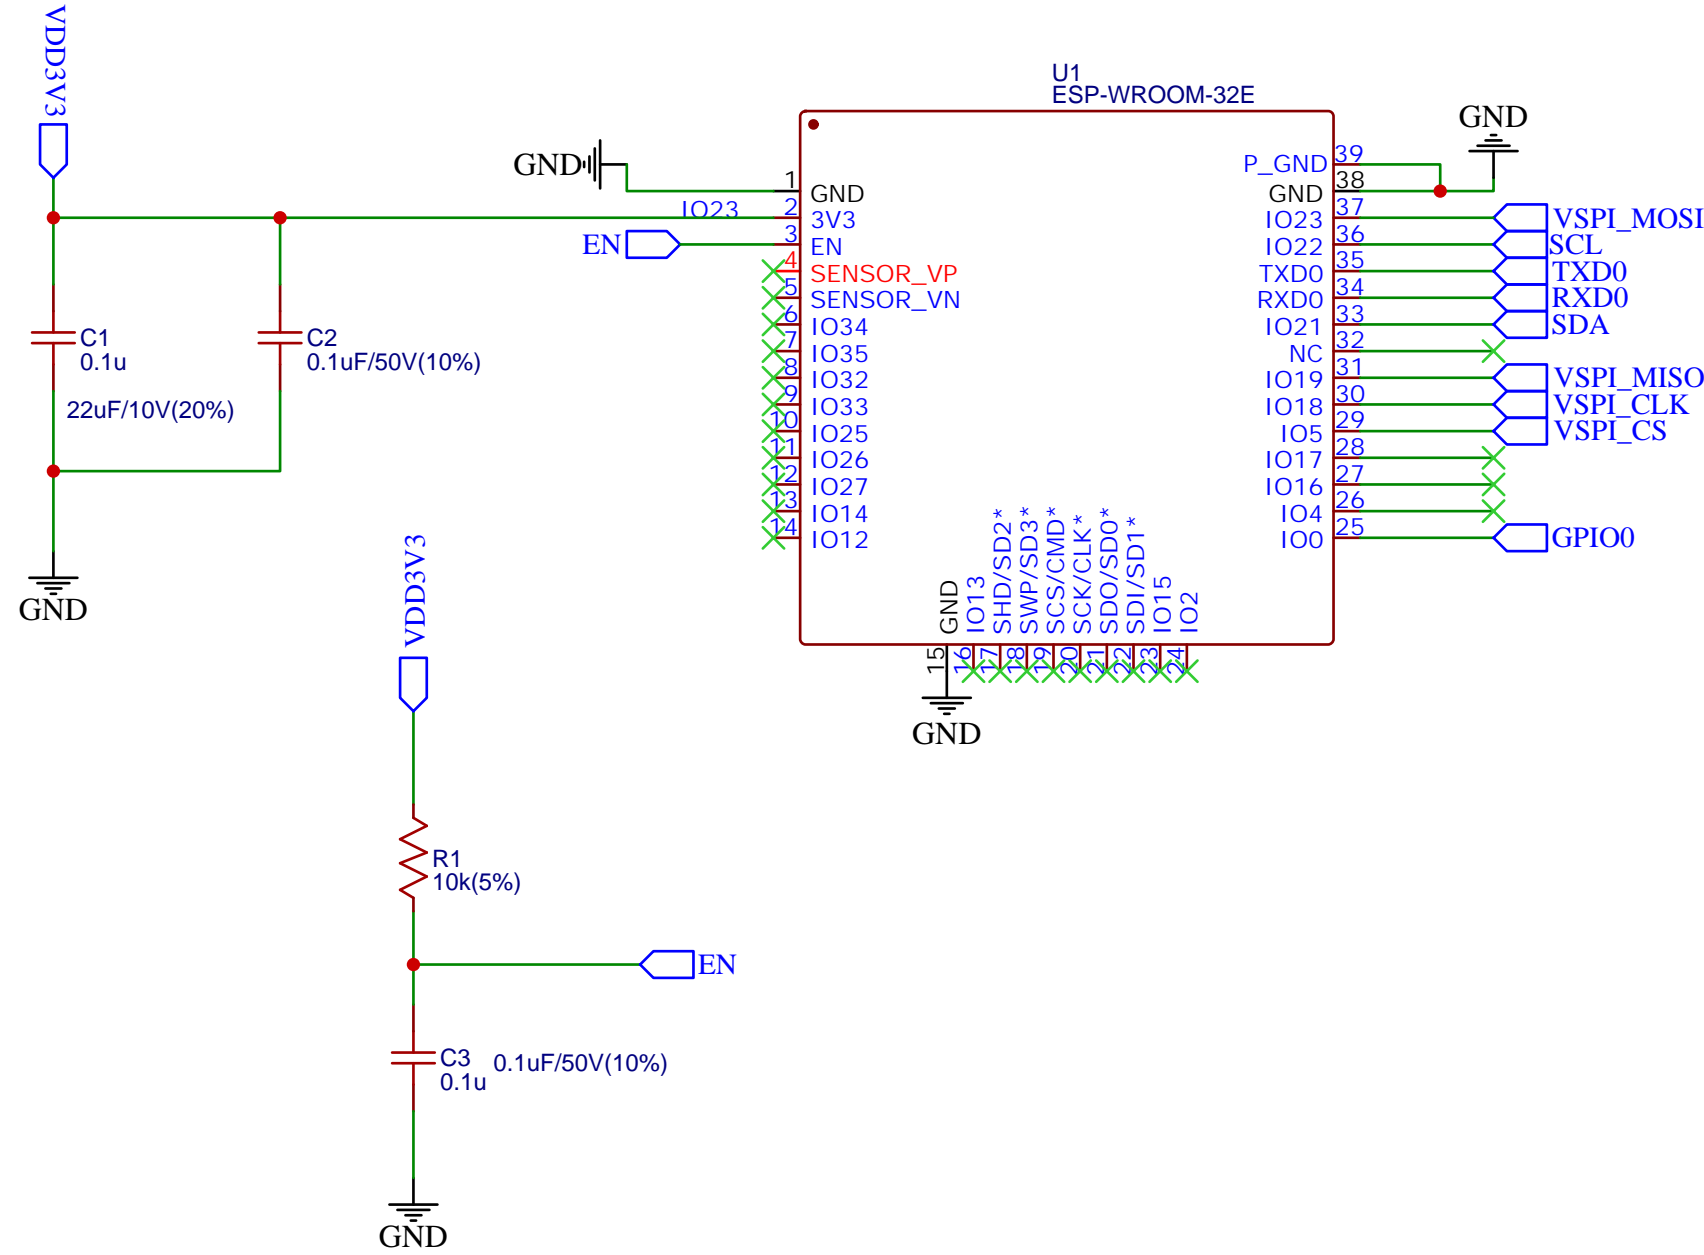 VDD3V3
U1
ESP-WROOM-32E
GND
GND
1
GND
IO23
2
3V3
EN
3
EN
4
SENSOR_VP
5
SENSOR_VN
6
IO34
7
IO35
8
IO32
9
IO33
10
IO25
11
IO26
12
IO27
13
IO14
14
IO12
P_GND
39
GND
38
IO23
37
VSPI_MOSI
IO22
36
SCL
TXD0
35
TXD0
RXD0
34
RXD0
IO21
33
SDA
NC
32
IO19
31
VSPI_MISO
IO18
30
VSPI_CLK
IO5
29
VSPI_CS
IO17
28
IO16
27
IO4
26
IO0
25
GPIO0
GND
IO13
SHD/SD2*
SWP/SD3*
SCS/CMD*
SCK/CLK*
SDO/SD0*
SDI/SD1*
IO15
IO2
15
16
17
18
19
20
21
22
23
24
GND
C1
0.1u
22uF/10V(20%)
C2
0.1uF/50V(10%)
GND
VDD3V3
R1
10k(5%)
EN
C3
0.1u
0.1uF/50V(10%)
GND